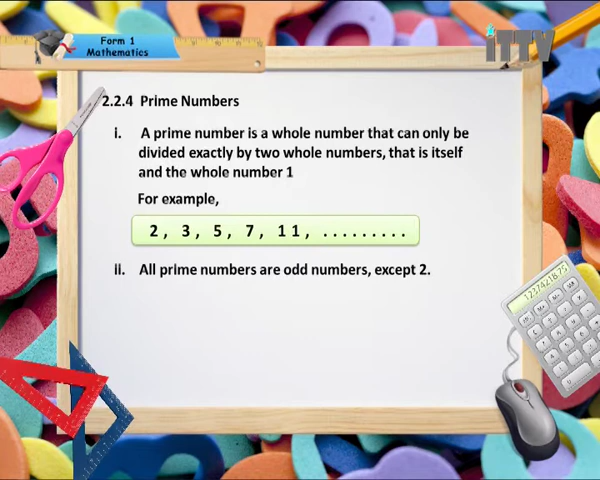 Form 1
Mathematics
iTTV
2.2.4 Prime Numbers
i. A prime number is a whole number that can only be
divided exactly by two whole numbers, that is itself
and the whole number 1
For example,
2 , 3 , 5 , 7 , 11 , . . . . . . . . .
ii. All prime numbers are odd numbers, except 2.